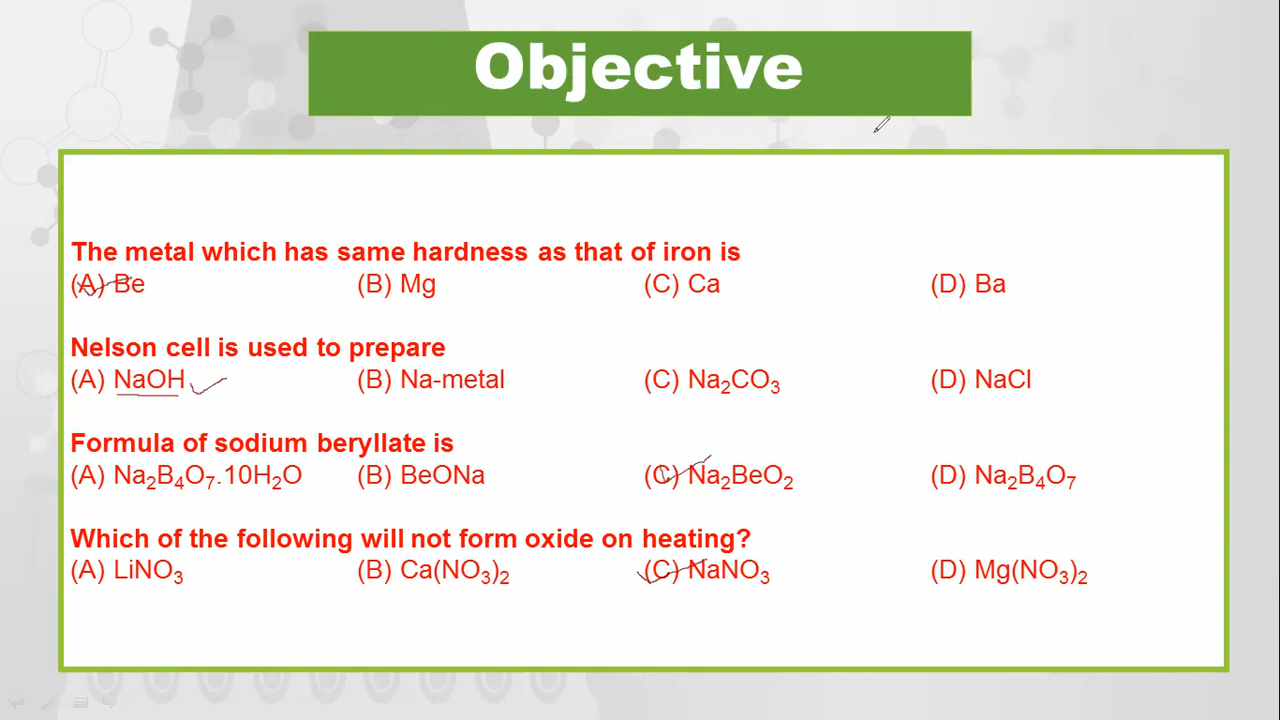 Objective
The metal which has same hardness as that of iron is
(A) Be (B) Mg (C) Ca (D) Ba
Nelson cell is used to prepare
(A) NaOH (B) Na-metal (C) Na₂CO₃ (D) NaCl
Formula of sodium beryllate is
(A) Na₂B₄O₇.10H₂O (B) BeONa (C) Na₂BeO₂ (D) Na₂B₄O₇
Which of the following will not form oxide on heating?
(A) LiNO₃ (B) Ca(NO₃)₂ (C) NaNO₃ (D) Mg(NO₃)₂